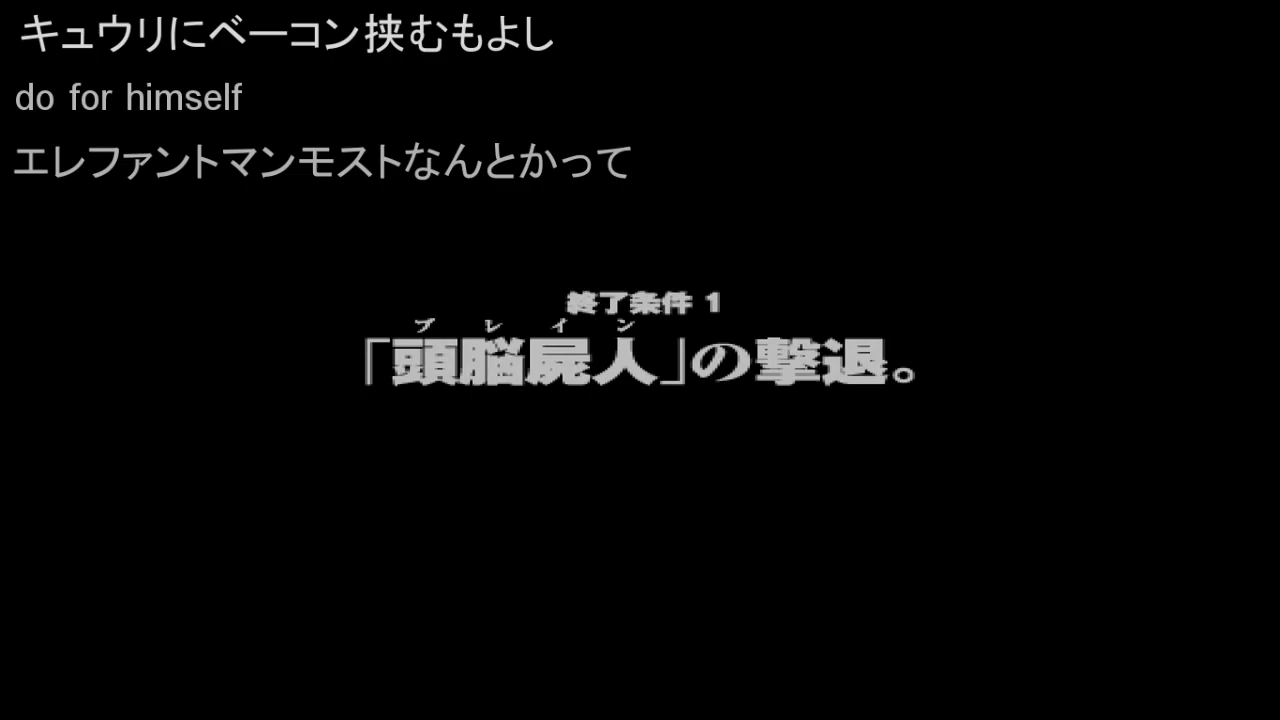 キュウリにベーコン挟むもよし
do for himself
エレファントマンモストなんとかって
終了条件 1
ブレイン
「頭脳屍人」の撃退。